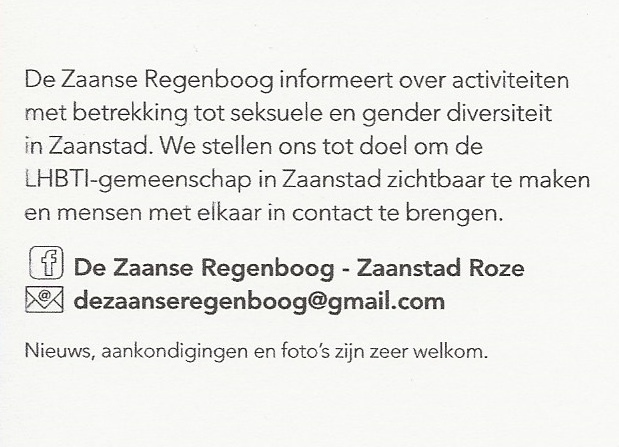 De Zaanse Regenboog informeert over activiteiten
met betrekking tot seksuele en gender diversiteit
in Zaanstad. We stellen ons tot doel om de
LHBTI-gemeenschap in Zaanstad zichtbaar te maken
en mensen met elkaar in contact te brengen.
De Zaanse Regenboog - Zaanstad Roze
dezaanseregenboog@gmail.com
Nieuws, aankondigingen en foto's zijn zeer welkom.